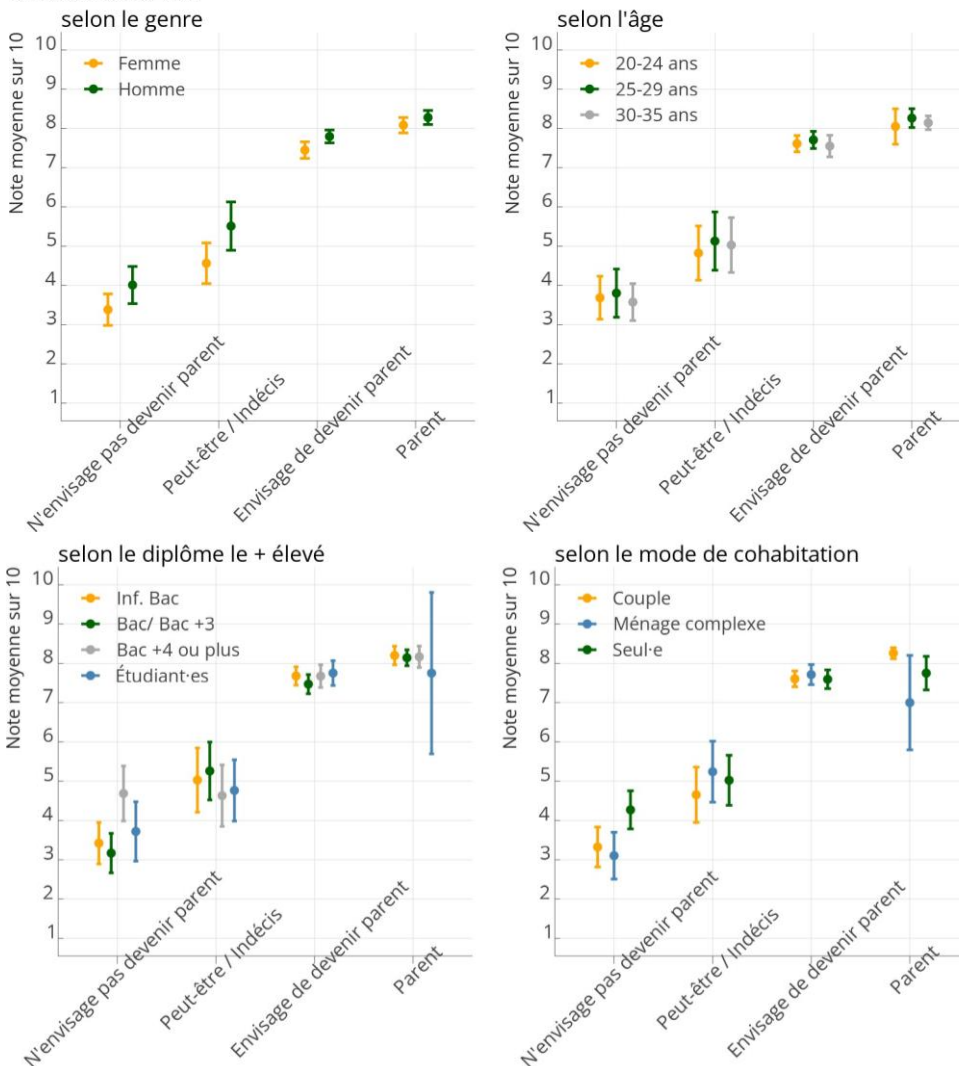 selon le genre
Note moyenne sur 10
10
9
8
7
6
5
4
3
2
1
Femme
Homme
N'envisage pas devenir parent
Peut-être / Indécis
Envisage de devenir parent
Parent
selon l'âge
Note moyenne sur 10
10
9
8
7
6
5
4
3
2
1
20-24 ans
25-29 ans
30-35 ans
N'envisage pas devenir parent
Peut-être / Indécis
Envisage de devenir parent
Parent
selon le diplôme le + élevé
Note moyenne sur 10
10
9
8
7
6
5
4
3
2
1
Inf. Bac
Bac/ Bac +3
Bac +4 ou plus
Étudiant·es
N'envisage pas devenir parent
Peut-être / Indécis
Envisage de devenir parent
Parent
selon le mode de cohabitation
Note moyenne sur 10
10
9
8
7
6
5
4
3
2
1
Couple
Ménage complexe
Seul·e
N'envisage pas devenir parent
Peut-être / Indécis
Envisage de devenir parent
Parent